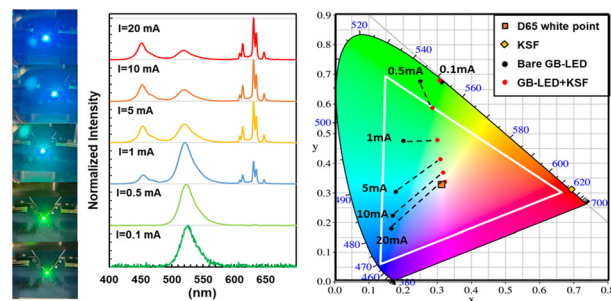 I=20 mA
I=10 mA
I=5 mA
I=1 mA
I=0.5 mA
I=0.1 mA
Normalized Intensity
400 450 500 550 600 650
(nm)
0.9
0.8
0.7
0.6
0.5
y
0.4
0.3
0.2
0.1
0.0
0.0 0.1 0.2 0.3 0.4 0.5 0.6 0.7 0.8
x
520
540
560
580
600
620
700
500
490
480
470
460
380
0.5mA
0.1mA
1mA
5mA
10mA
20mA
D65 white point
KSF
Bare GB-LED
GB-LED+KSF